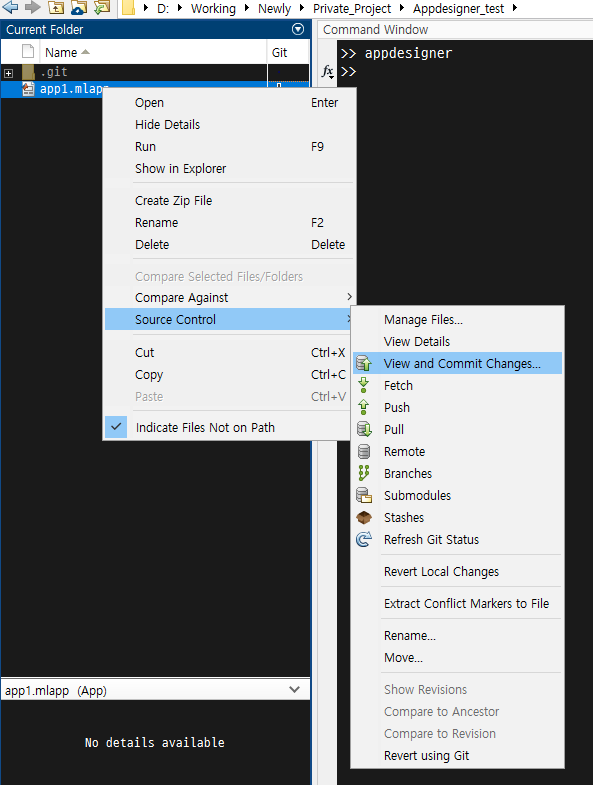 D: Working Newly Private_Project Appdesigner_test
Current Folder
Name Git
.git
app1.mlapp
Command Window
>> appdesigner
fx >>
Open Enter
Hide Details
Run F9
Show in Explorer
Create Zip File
Rename F2
Delete Delete
Compare Selected Files/Folders
Compare Against
Source Control
Cut Ctrl+X
Copy Ctrl+C
Paste Ctrl+V
Indicate Files Not on Path
Manage Files...
View Details
View and Commit Changes...
Fetch
Push
Pull
Remote
Branches
Submodules
Stashes
Refresh Git Status
Revert Local Changes
Extract Conflict Markers to File
Rename...
Move...
Show Revisions
Compare to Ancestor
Compare to Revision
Revert using Git
app1.mlapp (App)
No details available